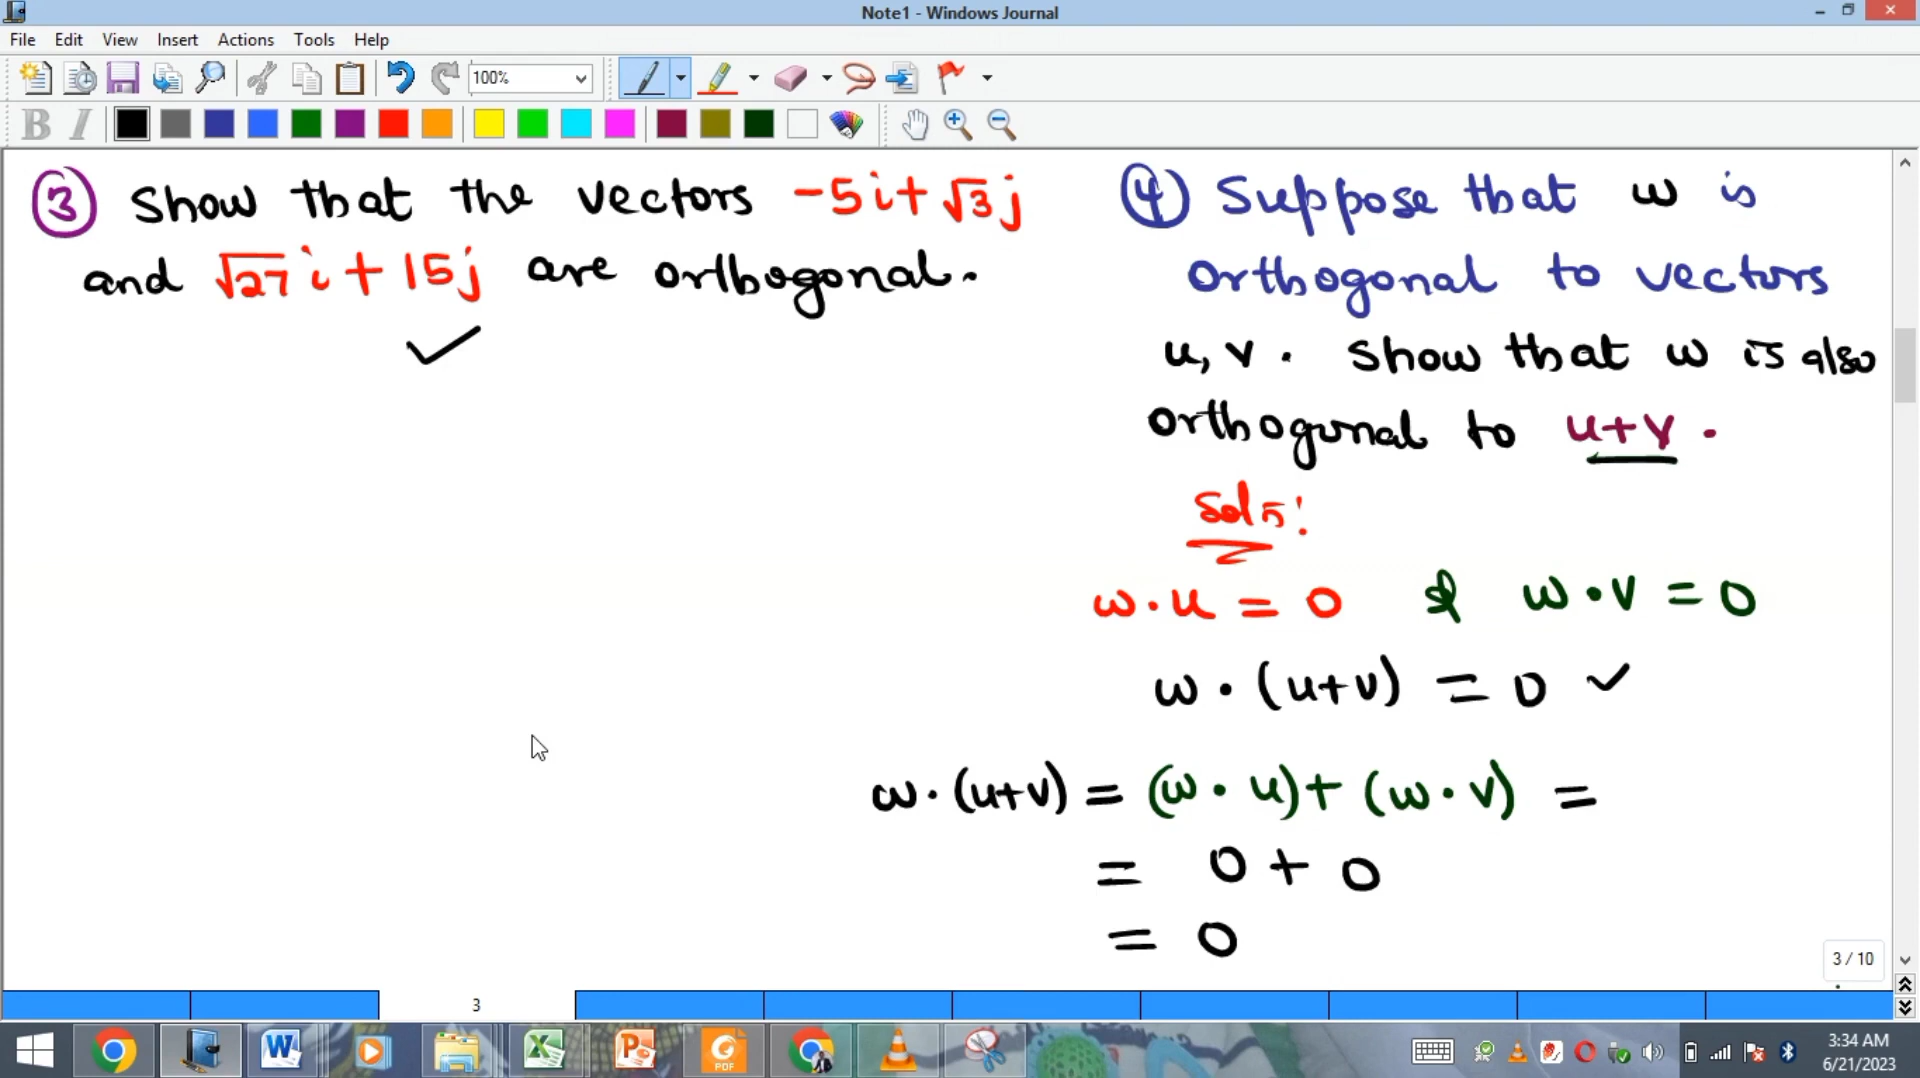 Note1 - Windows Journal
File Edit View Insert Actions Tools Help
100%
B I
③ Show that the vectors -5i+√3j
and √27i+15j are orthogonal.
④ Suppose that w is
orthogonal to vectors
u, v. Show that w is also
orthogonal to u+v.
Soln:
w·u = 0 & w·v = 0
w·(u+v) = 0 ✓
w·(u+v) = (w·u)+(w·v) =
= 0+0
= 0
3 / 10
3
PDF
3:34 AM
6/21/2023